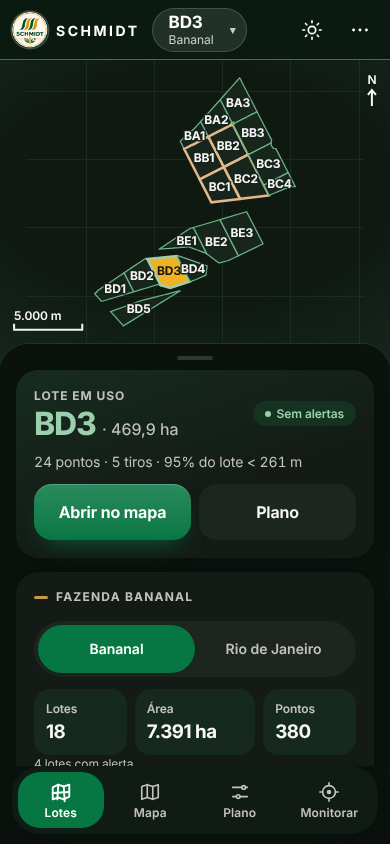 SCHMIDT
SCHMIDT
BD3
Bananal
▾
N
BA3
BA2
BA1
BB3
BB2
BB1
BC3
BC2
BC4
BC1
BE3
BE1
BE2
BD3
BD4
BD2
BD1
BD5
5.000 m
LOTE EM USO
BD3 · 469,9 ha
Sem alertas
24 pontos · 5 tiros · 95% do lote < 261 m
Abrir no mapa
Plano
FAZENDA BANANAL
Bananal
Rio de Janeiro
Lotes
Área
Pontos
18
7.391 ha
380
4 lotes com alerta
Lotes
Mapa
Plano
Monitorar